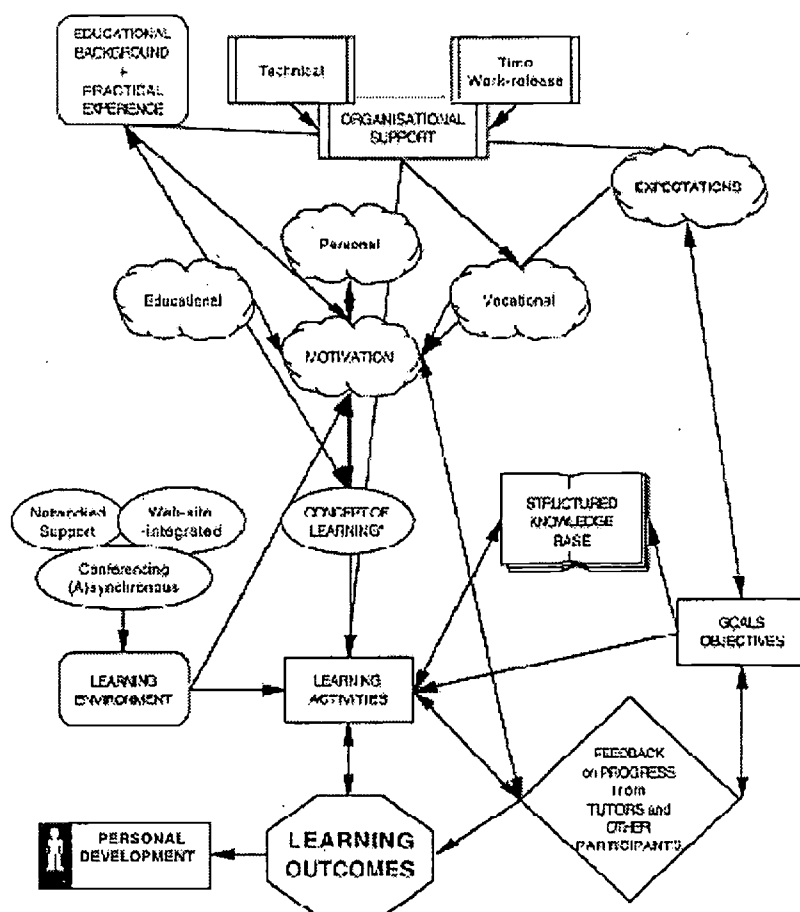 EDUCATIONAL
BACKGROUND
+
PRACTICAL
EXPERIENCE
Technical
Time
Work-release
ORGANISATIONAL
SUPPORT
EXPECTATIONS
Personal
Educational
Vocational
MOTIVATION
Networked
Support
Web-site
-integrated
Conferencing
(A)synchronous
CONCEPT OF
LEARNING*
STRUCTURED
KNOWLEDGE
BASE
GOALS
OBJECTIVES
LEARNING
ENVIRONMENT
LEARNING
ACTIVITIES
FEEDBACK
on PROGRESS
from
TUTORS and
OTHER
PARTICIPANTS
PERSONAL
DEVELOPMENT
LEARNING
OUTCOMES